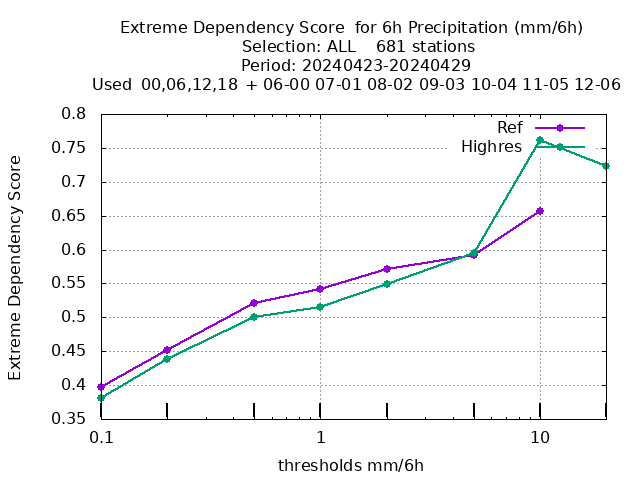 Extreme Dependency Score  for 6h Precipitation (mm/6h)
Selection: ALL    681 stations
Period: 20240423-20240429
Used  00,06,12,18  + 06-00 07-01 08-02 09-03 10-04 11-05 12-06
Ref
Highres
0.8
0.75
0.7
0.65
0.6
0.55
0.5
0.45
0.4
0.35
Extreme Dependency Score
0.1
1
10
thresholds mm/6h